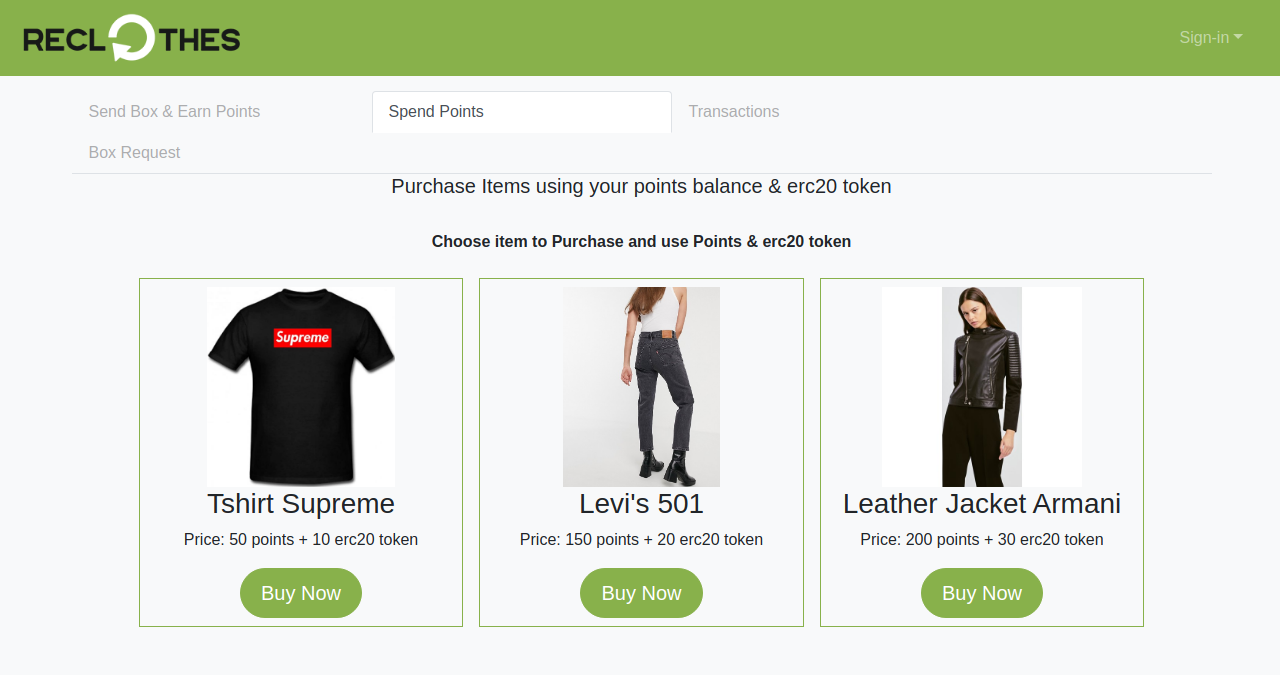 RECLOTHES
Sign-in
Send Box & Earn Points
Spend Points
Transactions
Box Request
Purchase Items using your points balance & erc20 token
Choose item to Purchase and use Points & erc20 token
Supreme
Tshirt Supreme
Price: 50 points + 10 erc20 token
Buy Now
Levi's 501
Price: 150 points + 20 erc20 token
Buy Now
Leather Jacket Armani
Price: 200 points + 30 erc20 token
Buy Now